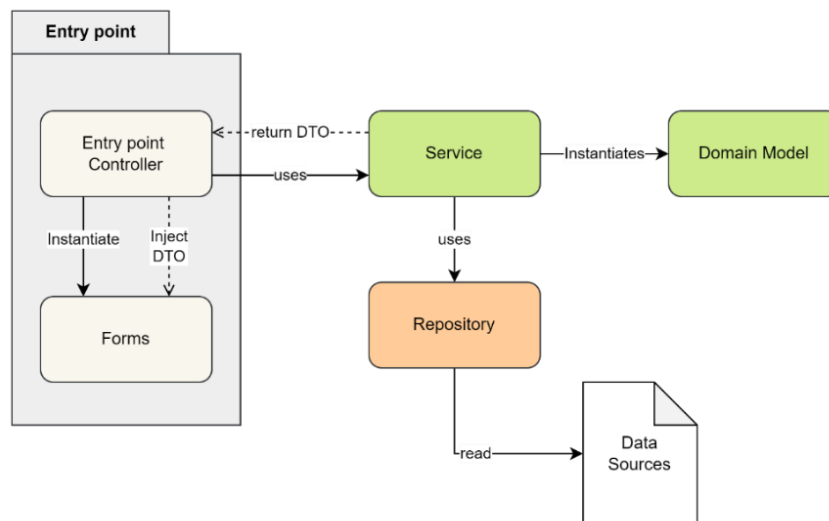 Entry point
Entry point
Controller
return DTO
uses
Service
Instantiates
Domain Model
Instantiate
Inject
DTO
uses
Forms
Repository
read
Data
Sources